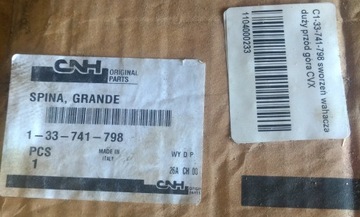 CNH ORIGINAL PARTS
SPINA, GRANDE
1-33-741-798
PCS
1
MADE IN
ITALY
WY D P
26A CH 00
CNH
C1-33-741-798 sworzeń wahacza
duży przód góra CVX
1104000233